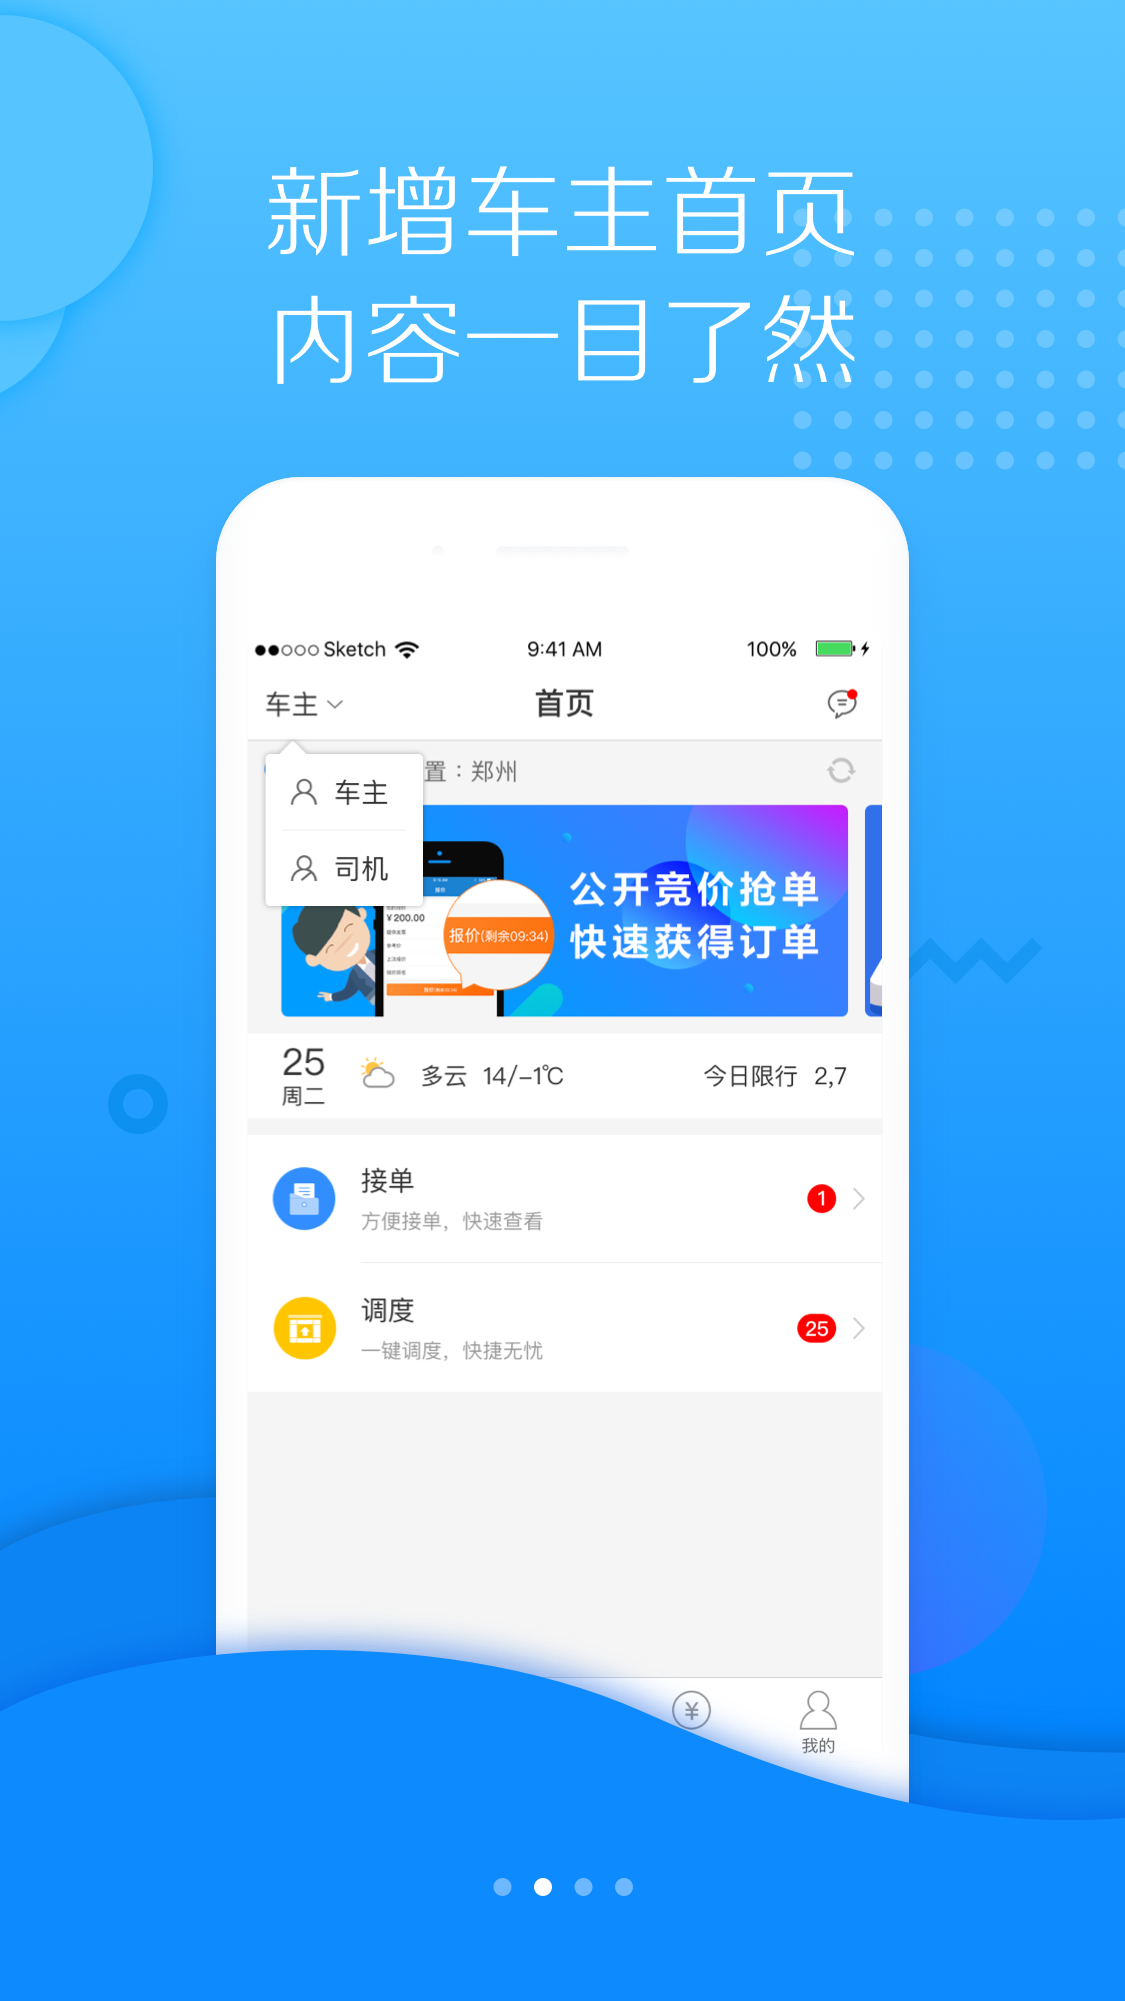 新增车主首页
内容一目了然
Sketch 9:41 AM 100%
车主 首页
置：郑州
车主
司机
公开竞价抢单
快速获得订单
¥200.00
报价(剩余09:34)
25
周二
多云 14/-1℃ 今日限行 2,7
接单
方便接单，快速查看
1
调度
一键调度，快捷无忧
25
¥
我的